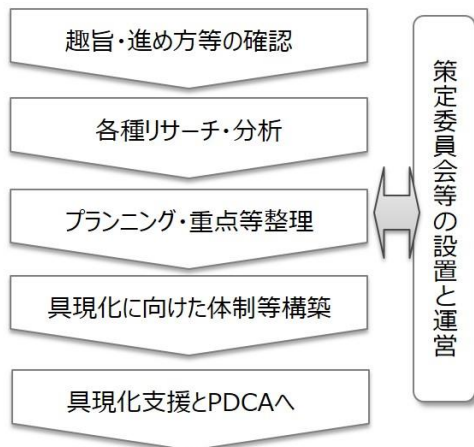 趣旨・進め方等の確認
各種リサーチ・分析
プランニング・重点等整理
具現化に向けた体制等構築
具現化支援とPDCAへ
策定委員会等の設置と運営